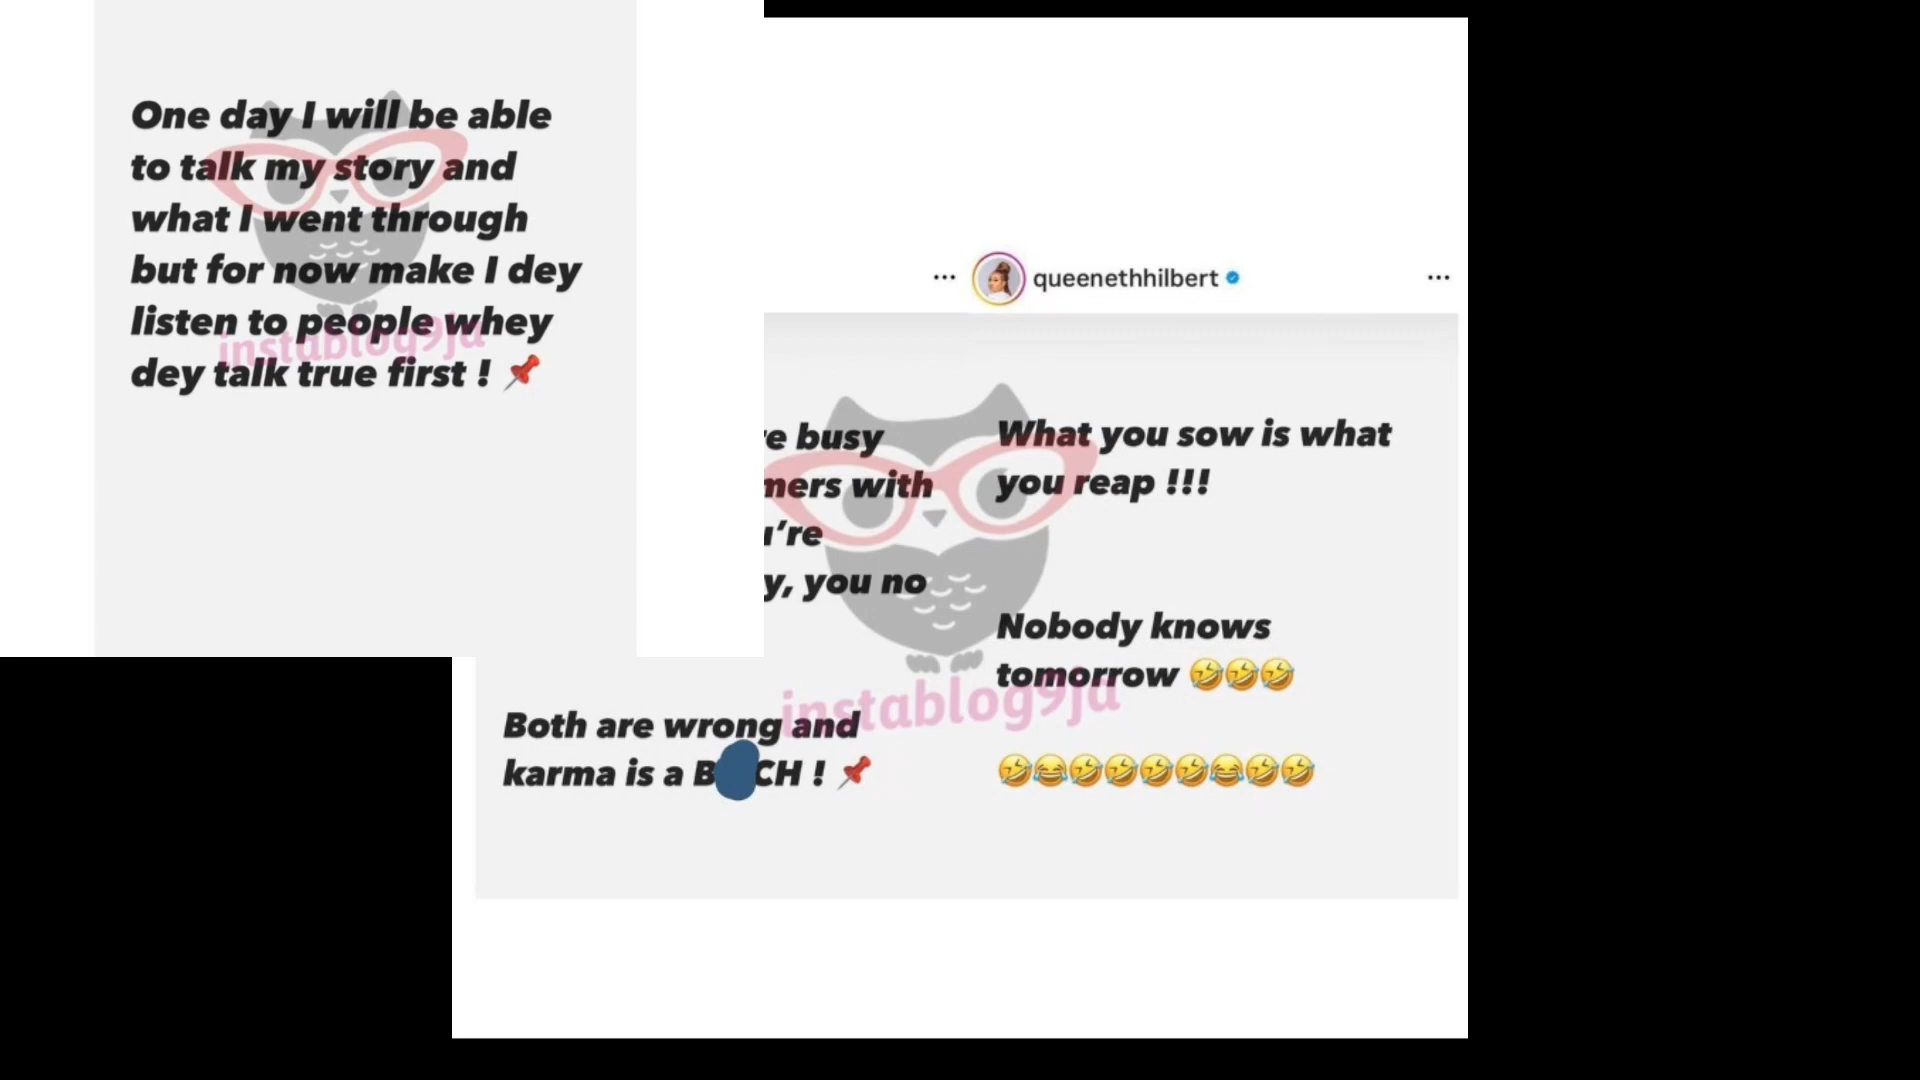 One day I will be able
to talk my story and
what I went through
but for now make I dey
listen to people whey
dey talk true first ! 📌
instablog9ja
... queenethhilbert ...
busy
with
you no
Both are wrong and
karma is a B CH ! 📌
What you sow is what
you reap !!!
Nobody knows
tomorrow 🤣🤣🤣
🤣😂🤣🤣🤣🤣😂🤣🤣
instablog9ja